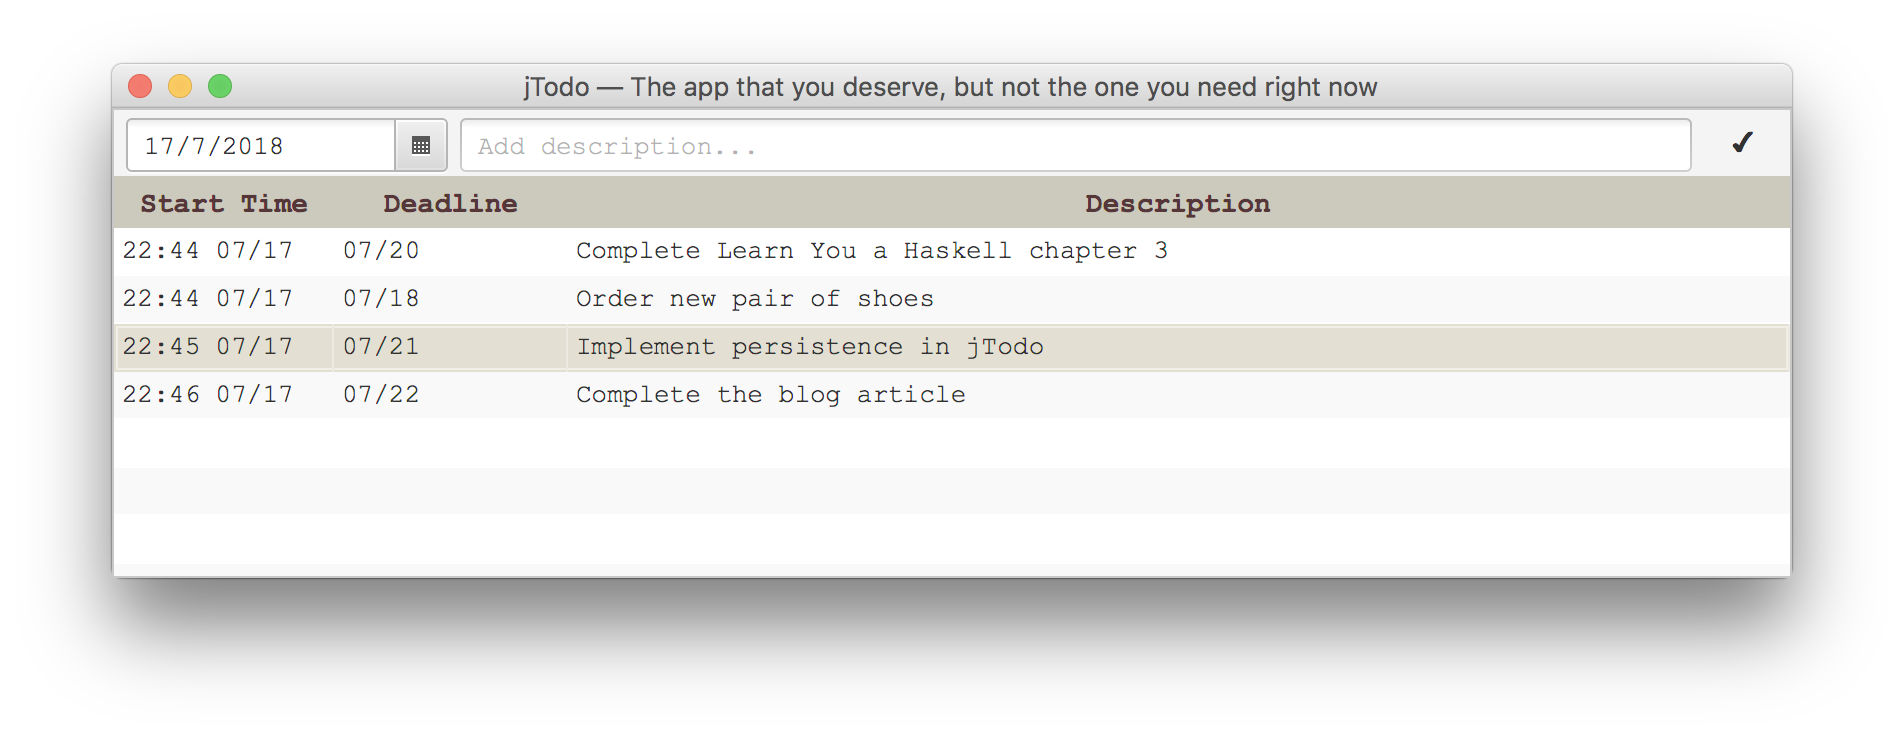 jTodo — The app that you deserve, but not the one you need right now
17/7/2018 Add description... ✔
Start Time Deadline Description
22:44 07/17 07/20 Complete Learn You a Haskell chapter 3
22:44 07/17 07/18 Order new pair of shoes
22:45 07/17 07/21 Implement persistence in jTodo
22:46 07/17 07/22 Complete the blog article